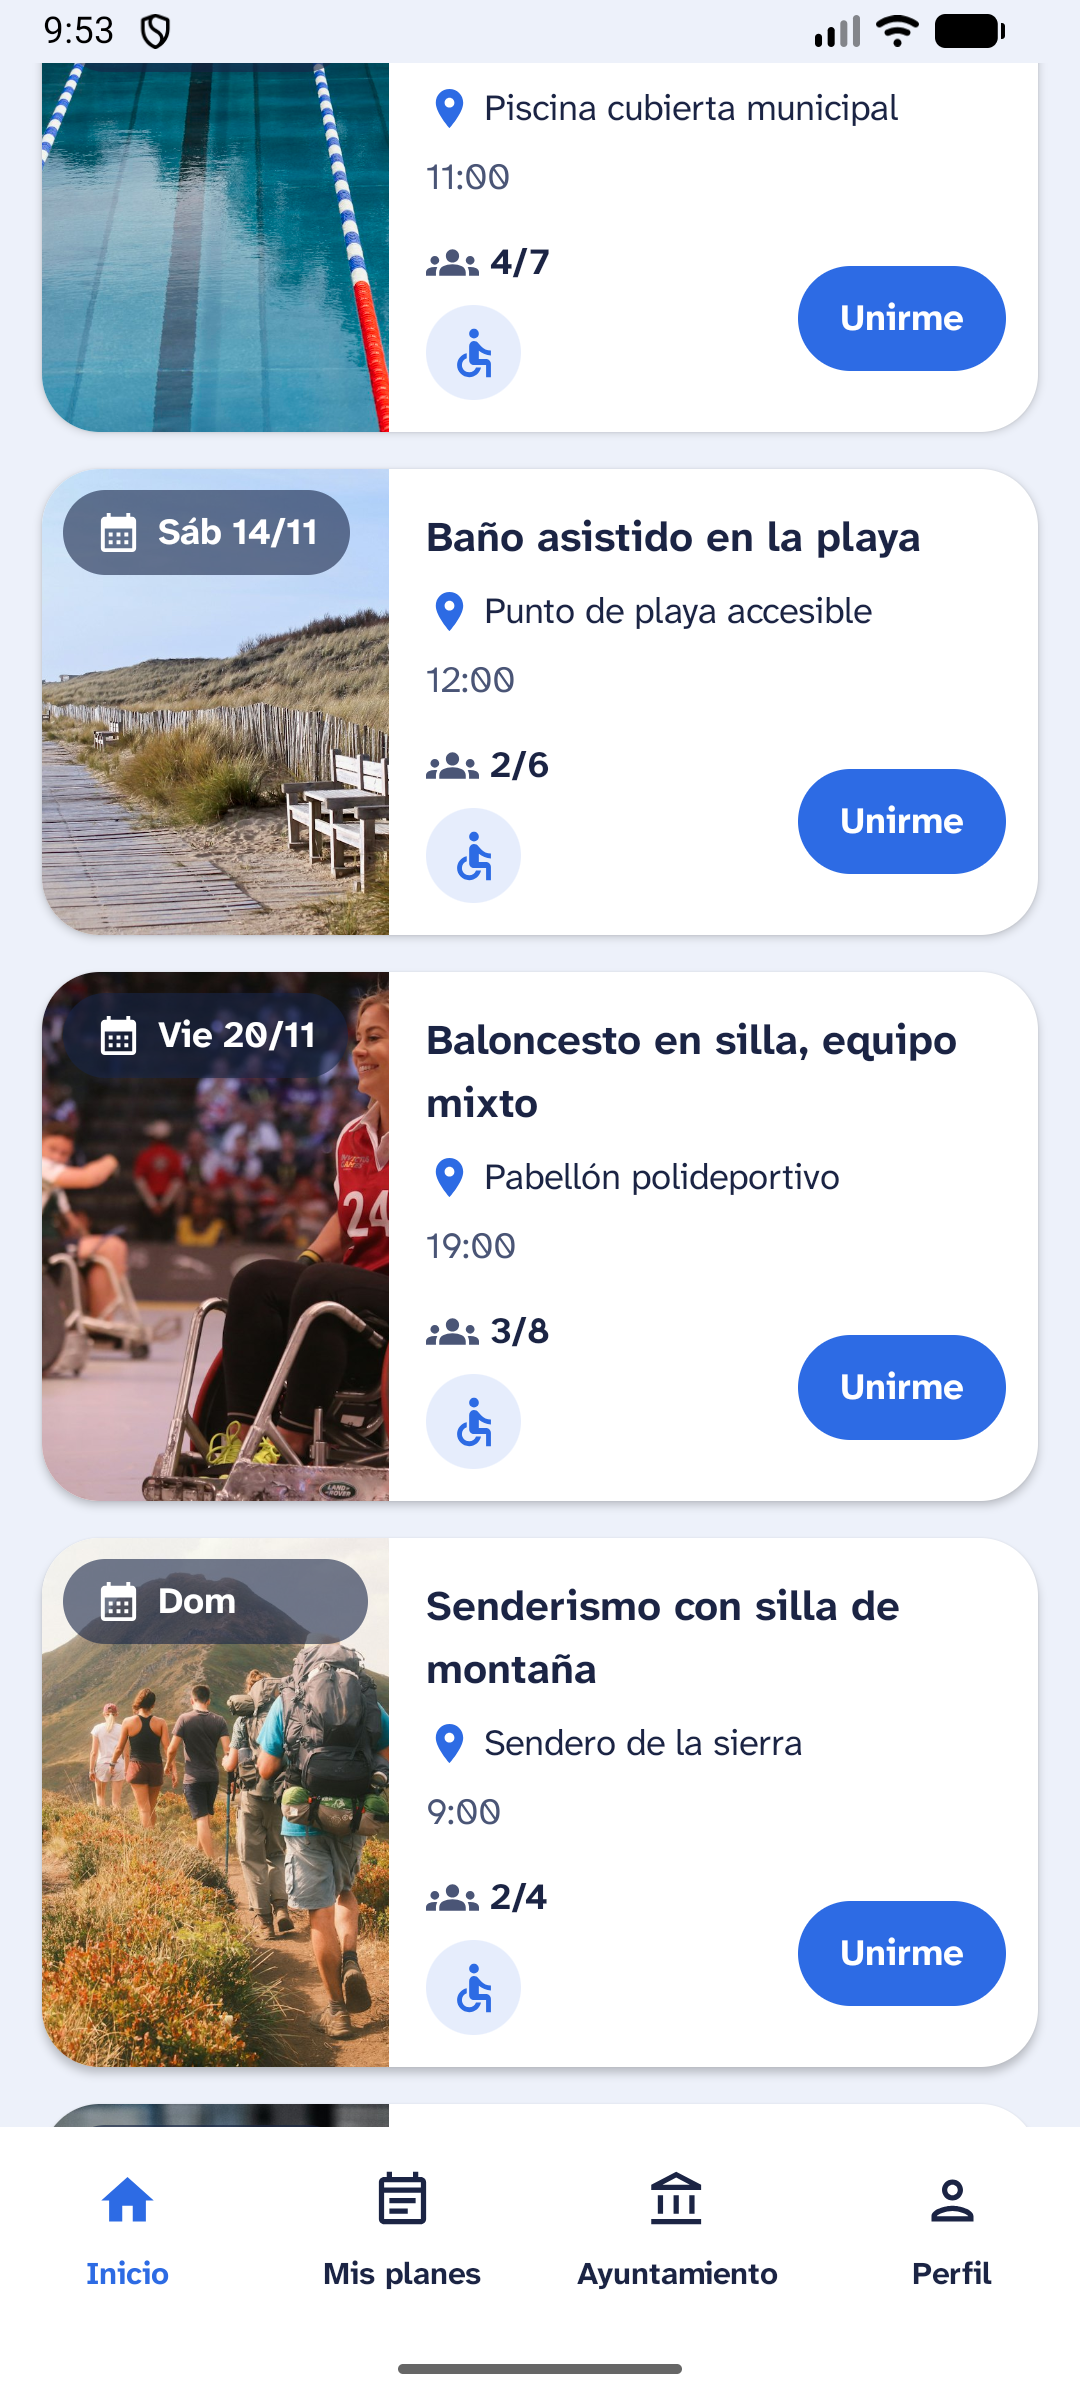 9:53
Piscina cubierta municipal
11:00
4/7
Unirme
Sáb 14/11
Baño asistido en la playa
Punto de playa accesible
12:00
2/6
Unirme
Vie 20/11
Baloncesto en silla, equipo
mixto
Pabellón polideportivo
19:00
3/8
Unirme
24
LAND-
ROVER
Dom
Senderismo con silla de
montaña
Sendero de la sierra
9:00
2/4
Unirme
Inicio
Mis planes
Ayuntamiento
Perfil